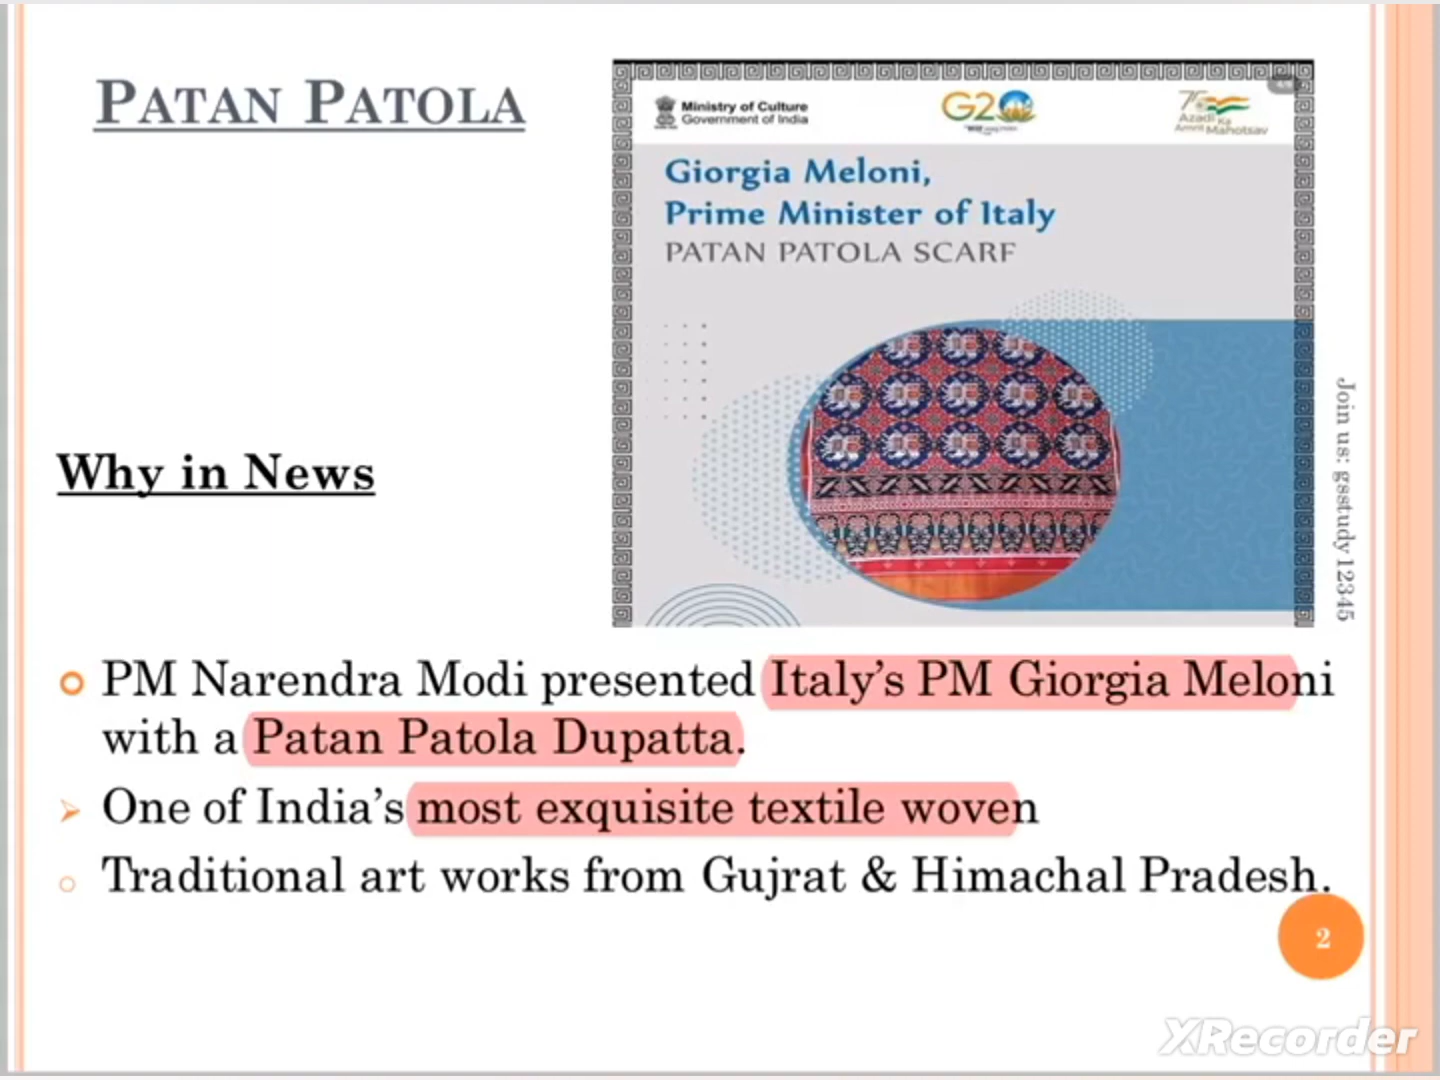 PATAN PATOLA
Ministry of Culture
Government of India
G20
75
Azadi Ka
Amrit Mahotsav
Giorgia Meloni,
Prime Minister of Italy
PATAN PATOLA SCARF
Join us: gsstudy12345
Why in News
PM Narendra Modi presented Italy’s PM Giorgia Meloni
with a Patan Patola Dupatta.
One of India’s most exquisite textile woven
Traditional art works from Gujrat & Himachal Pradesh.
2
XRecorder